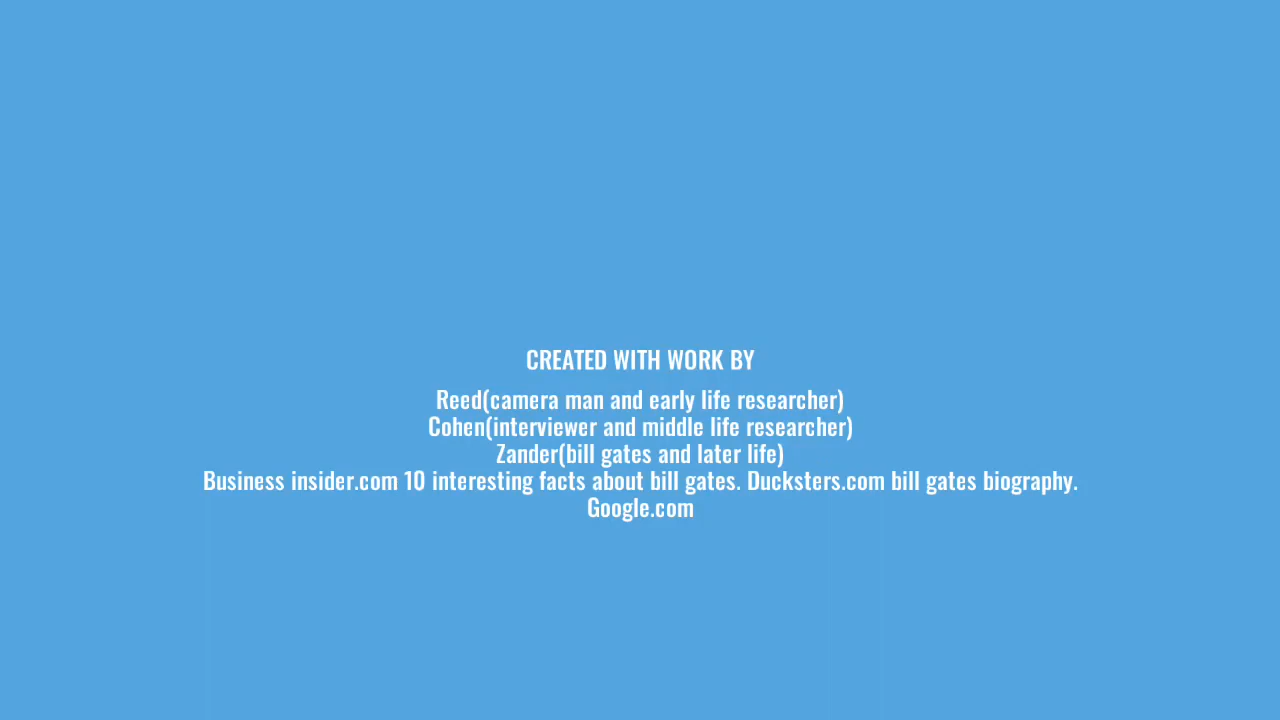 CREATED WITH WORK BY
Reed(camera man and early life researcher)
Cohen(interviewer and middle life researcher)
Zander(bill gates and later life)
Business insider.com 10 interesting facts about bill gates. Ducksters.com bill gates biography.
Google.com